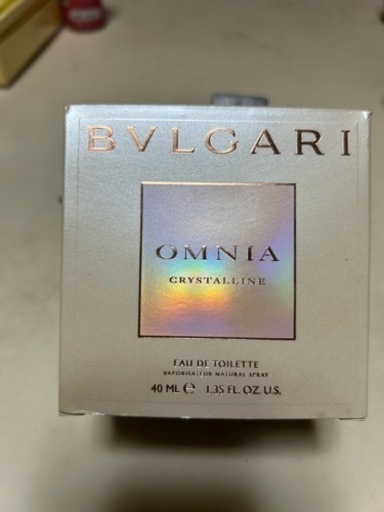 BVLGARI
OMNIA
CRYSTALLINE
EAU DE TOILETTE
VAPORISATEUR NATURAL SPRAY
40 ML ℮ 1.35 FL. OZ. U.S.